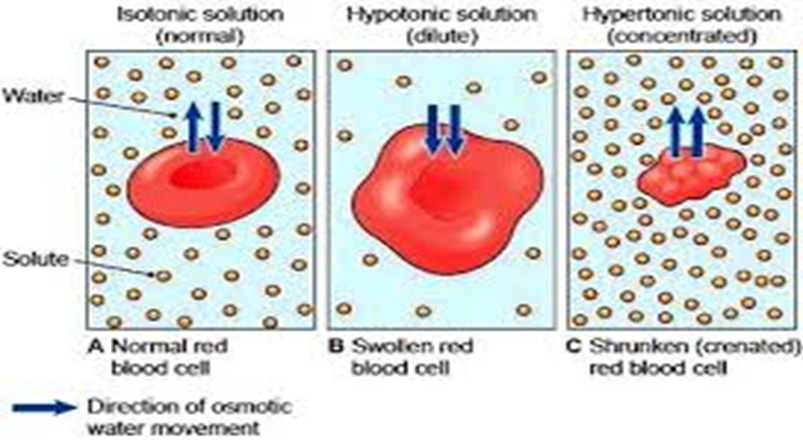 Isotonic solution
(normal)
Hypotonic solution
(dilute)
Hypertonic solution
(concentrated)
Water
Solute
A Normal red
blood cell
B Swollen red
blood cell
C Shrunken (crenated)
red blood cell
Direction of osmotic
water movement